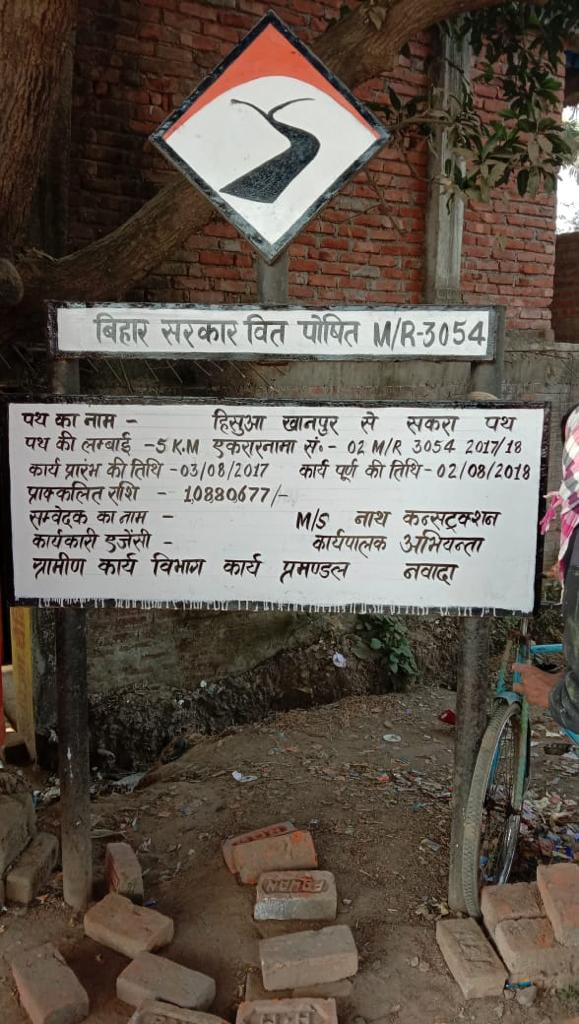 बिहार सरकार वित पोषित M/R-3054
पथ का नाम - हिसुआ खानपुर से सकरा पथ
पथ की लम्बाई -5 K.M एकरारनामा सं०- 02 M/R 3054 2017/18
कार्य प्रारंभ की तिथि -03/08/2017 कार्य पूर्ण की तिथि -02/08/2018
प्राक्कलित राशि - 10880677/-
सम्वेदक का नाम - M/S नाथ कन्सट्रक्शन
कार्यकारी एजेंसी - कार्यपालक अभियन्ता
ग्रामीण कार्य विभाग कार्य प्रमण्डल नवादा